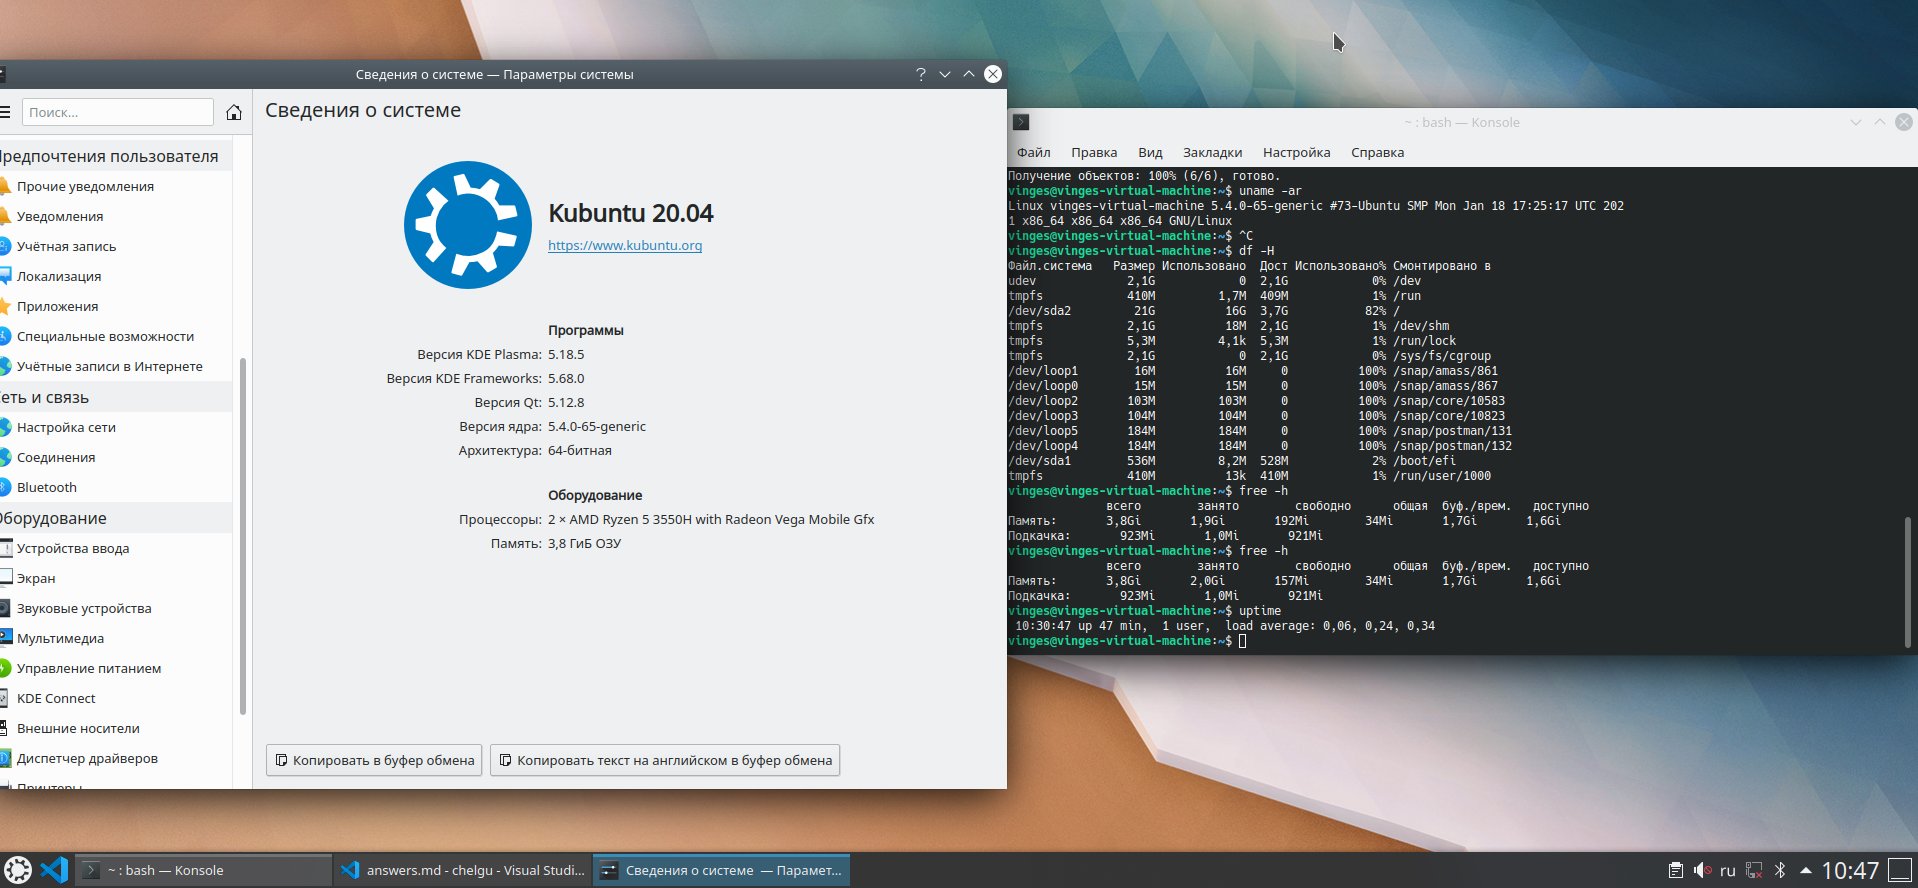 Сведения о системе — Параметры системы
Поиск...
Сведения о системе
Предпочтения пользователя
Прочие уведомления
Уведомления
Учётная запись
Локализация
Приложения
Специальные возможности
Учётные записи в Интернете
Сеть и связь
Настройка сети
Соединения
Bluetooth
Оборудование
Устройства ввода
Экран
Звуковые устройства
Мультимедиа
Управление питанием
KDE Connect
Внешние носители
Диспетчер драйверов
Принтеры
Kubuntu 20.04
https://www.kubuntu.org
Программы
Версия KDE Plasma: 5.18.5
Версия KDE Frameworks: 5.68.0
Версия Qt: 5.12.8
Версия ядра: 5.4.0-65-generic
Архитектура: 64-битная
Оборудование
Процессоры: 2 × AMD Ryzen 5 3550H with Radeon Vega Mobile Gfx
Память: 3,8 ГиБ ОЗУ
Копировать в буфер обмена
Копировать текст на английском в буфер обмена
~ : bash — Konsole
Файл Правка Вид Закладки Настройка Справка
Получение объектов: 100% (6/6), готово.
vinges@vinges-virtual-machine:~$ uname -ar
Linux vinges-virtual-machine 5.4.0-65-generic #73-Ubuntu SMP Mon Jan 18 17:25:17 UTC 202
1 x86_64 x86_64 x86_64 GNU/Linux
vinges@vinges-virtual-machine:~$ ^C
vinges@vinges-virtual-machine:~$ df -H
Файл.система Размер Использовано Дост Использовано% Смонтировано в
udev 2,1G 0 2,1G 0% /dev
tmpfs 410M 1,7M 409M 1% /run
/dev/sda2 21G 16G 3,7G 82% /
tmpfs 2,1G 18M 2,1G 1% /dev/shm
tmpfs 5,3M 4,1k 5,3M 1% /run/lock
tmpfs 2,1G 0 2,1G 0% /sys/fs/cgroup
/dev/loop1 16M 16M 0 100% /snap/amass/861
/dev/loop0 15M 15M 0 100% /snap/amass/867
/dev/loop2 103M 103M 0 100% /snap/core/10583
/dev/loop3 104M 104M 0 100% /snap/core/10823
/dev/loop5 184M 184M 0 100% /snap/postman/131
/dev/loop4 184M 184M 0 100% /snap/postman/132
/dev/sda1 536M 8,2M 528M 2% /boot/efi
tmpfs 410M 13k 410M 1% /run/user/1000
vinges@vinges-virtual-machine:~$ free -h
всего занято свободно общая буф./врем. доступно
Память: 3,8Gi 1,9Gi 192Mi 34Mi 1,7Gi 1,6Gi
Подкачка: 923Mi 1,0Mi 921Mi
vinges@vinges-virtual-machine:~$ free -h
всего занято свободно общая буф./врем. доступно
Память: 3,8Gi 2,0Gi 157Mi 34Mi 1,7Gi 1,6Gi
Подкачка: 923Mi 1,0Mi 921Mi
vinges@vinges-virtual-machine:~$ uptime
10:30:47 up 47 min, 1 user, load average: 0,06, 0,24, 0,34
vinges@vinges-virtual-machine:~$
~ : bash — Konsole
answers.md - chelgu - Visual Studi...
Сведения о системе — Парамет...
ru
10:47